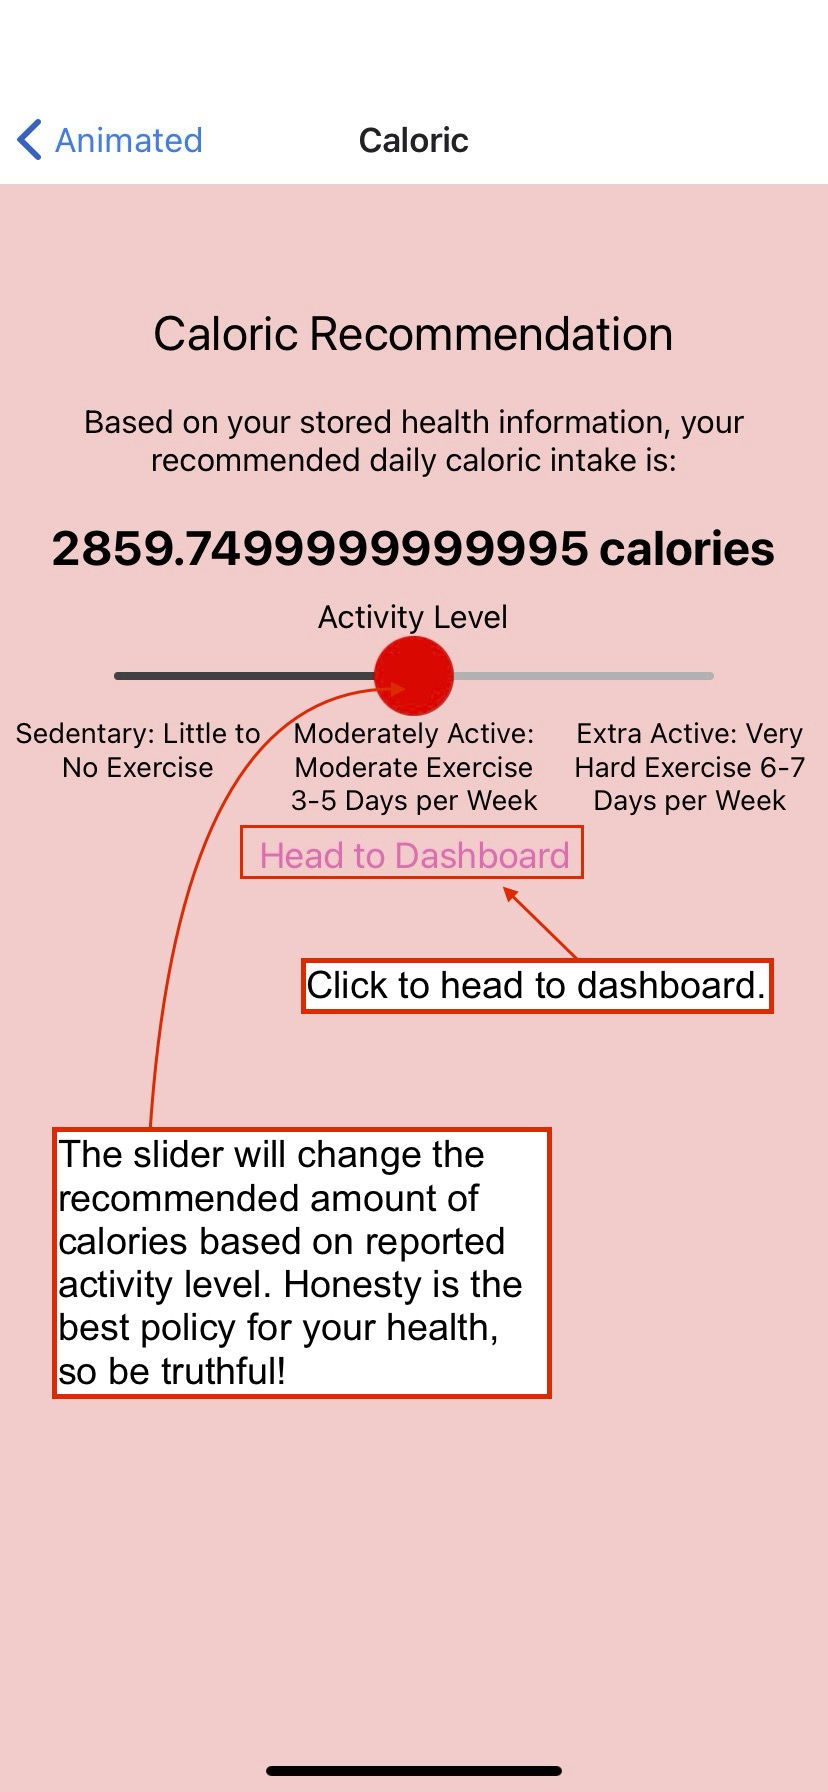 Animated
Caloric
Caloric Recommendation
Based on your stored health information, your
recommended daily caloric intake is:
2859.7499999999995 calories
Activity Level
Sedentary: Little to
No Exercise
Moderately Active:
Moderate Exercise
3-5 Days per Week
Extra Active: Very
Hard Exercise 6-7
Days per Week
Head to Dashboard
Click to head to dashboard.
The slider will change the
recommended amount of
calories based on reported
activity level. Honesty is the
best policy for your health,
so be truthful!